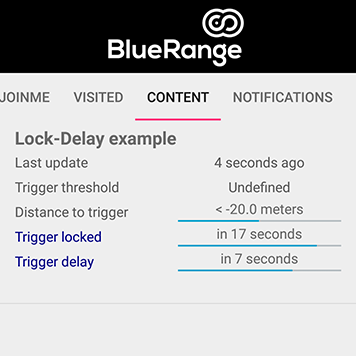 BlueRange
JOINME VISITED CONTENT NOTIFICATIONS
Lock-Delay example
Last update 4 seconds ago
Trigger threshold Undefined
Distance to trigger < -20.0 meters
Trigger locked in 17 seconds
Trigger delay in 7 seconds